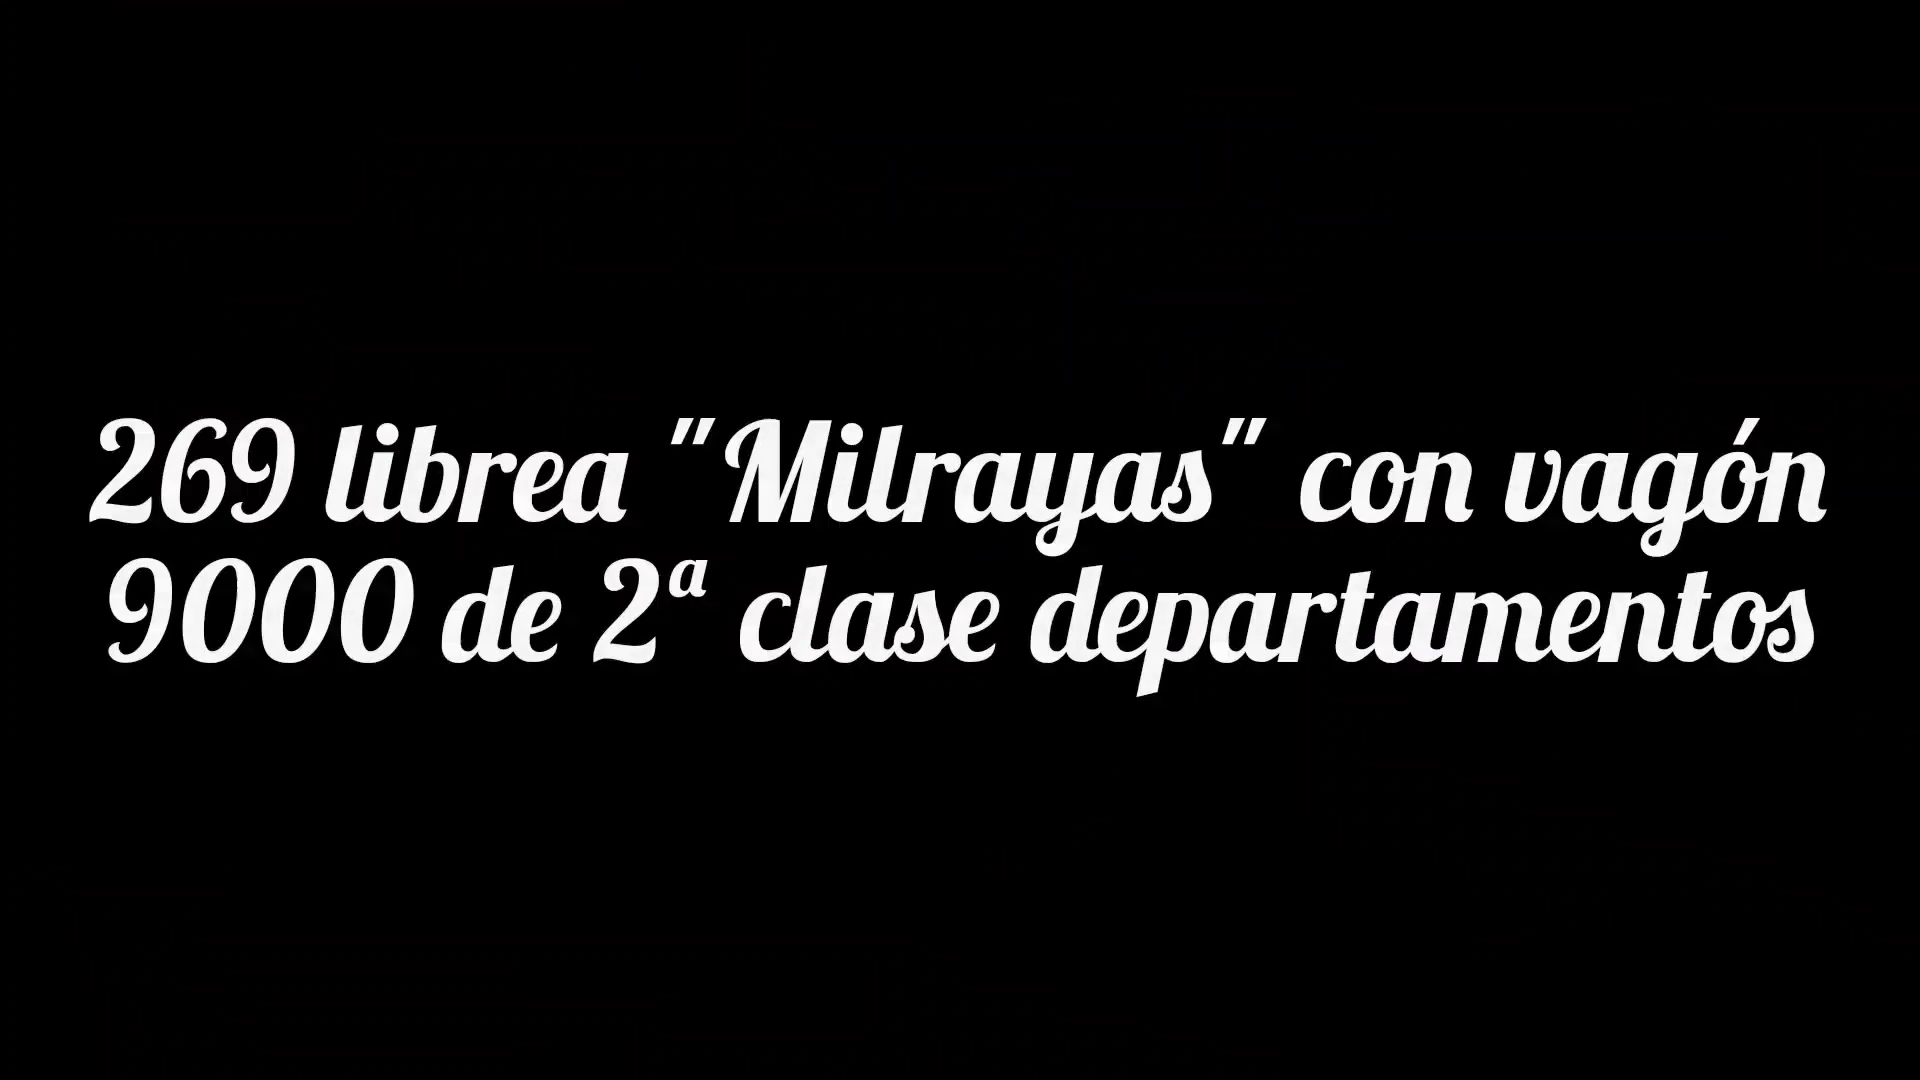 269 librea "Milrayas" con vagón
9000 de 2ª clase departamentos